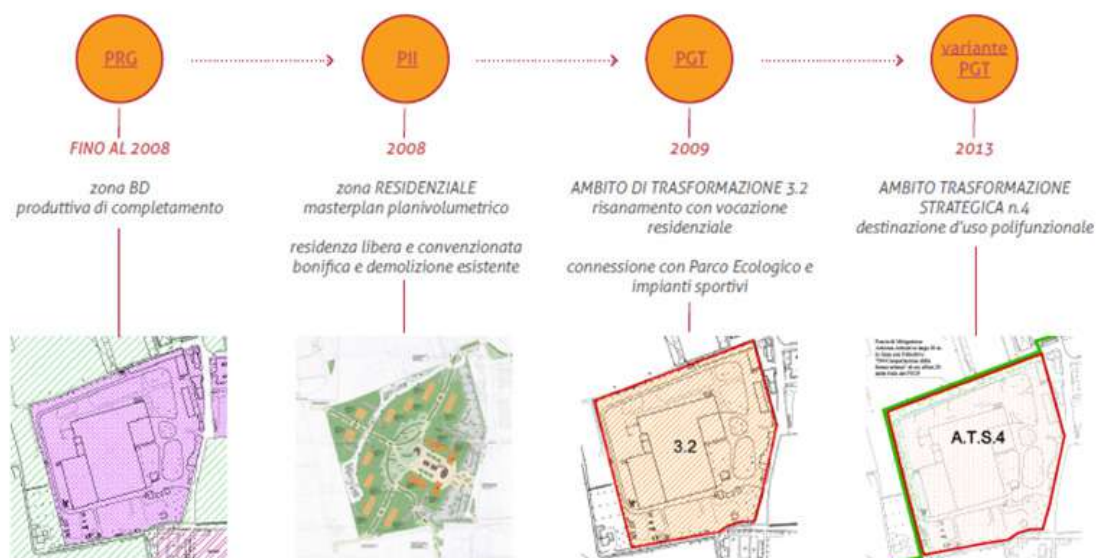 PRG
PII
PGT
variante
PGT
FINO AL 2008
zona BD
produttiva di completamento
2008
zona RESIDENZIALE
masterplan planivolumetrico
residenza libera e convenzionata
bonifica e demolizione esistente
2009
AMBITO DI TRASFORMAZIONE 3.2
risanamento con vocazione
residenziale
connessione con Parco Ecologico e
impianti sportivi
2013
AMBITO TRASFORMAZIONE
STRATEGICA n.4
destinazione d'uso polifunzionale
3.2
A.T.S.4